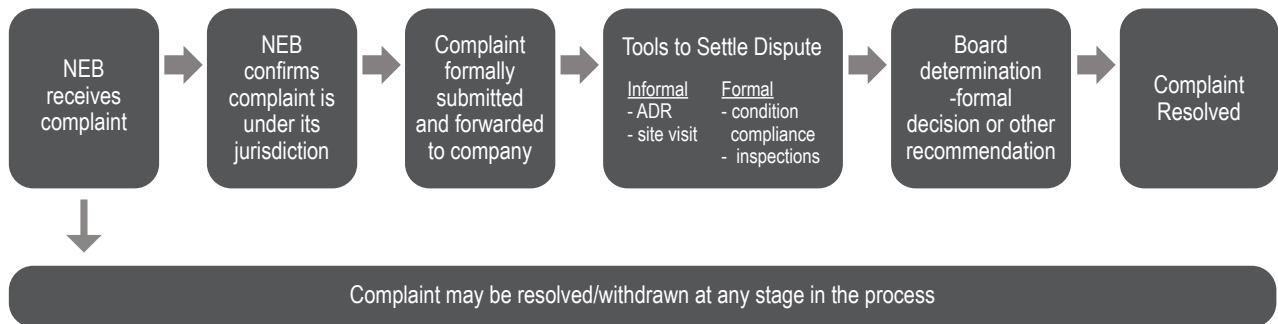 NEB
receives
complaint
NEB
confirms
complaint is
under its
jurisdiction
Complaint
formally
submitted
and forwarded
to company
Tools to Settle Dispute
Informal
- ADR
- site visit
Formal
- condition
compliance
- inspections
Board
determination
-formal
decision or other
recommendation
Complaint
Resolved
Complaint may be resolved/withdrawn at any stage in the process